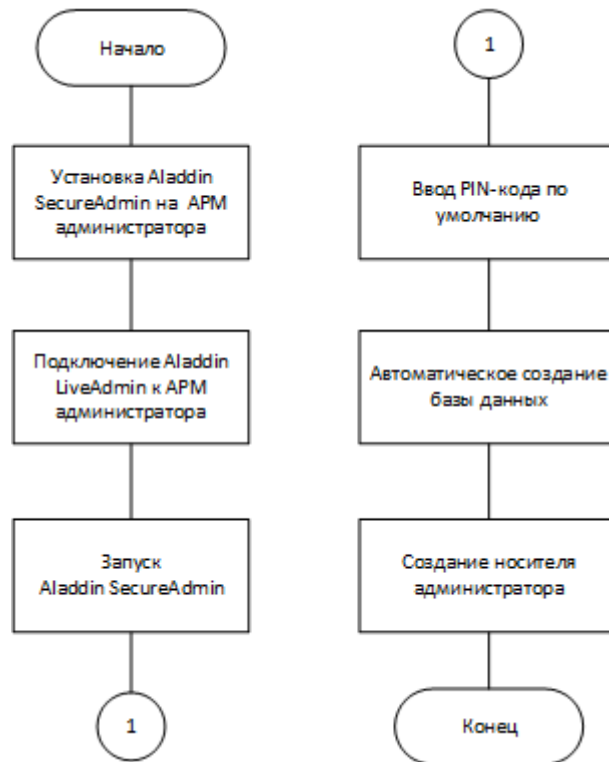 Начало
Установка Aladdin
SecureAdmin на АРМ
администратора
Подключение Aladdin
LiveAdmin к АРМ
администратора
Запуск
Aladdin SecureAdmin
1
1
Ввод PIN-кода по
умолчанию
Автоматическое создание
базы данных
Создание носителя
администратора
Конец